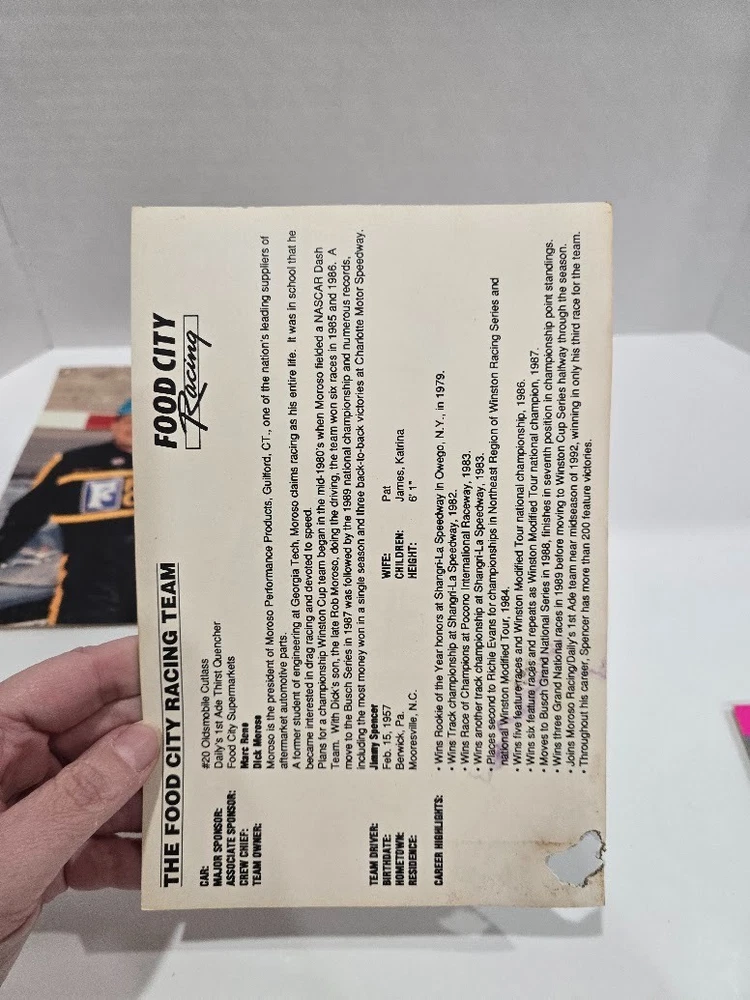 THE FOOD CITY RACING TEAM
FOOD CITY
Racing
CAR: #20 Oldsmobile Cutlass
MAJOR SPONSOR: Daily's 1st Ade Thirst Quencher
ASSOCIATE SPONSOR: Food City Supermarkets
CREW CHIEF: Marc Reno
TEAM OWNER: Dick Moroso
Moroso is the president of Moroso Performance Products, Guilford, CT., one of the nation's leading suppliers of
aftermarket automotive parts.
A former student of engineering at Georgia Tech, Moroso claims racing as his entire life. It was in school that he
became interested in drag racing and devoted to speed.
Plans for a championship Winston Cup team began in the mid-1980's when Moroso fielded a NASCAR Dash
Team. With Dick's son, the late Rob Moroso, doing the driving, the team won six races in 1985 and 1986. A
move to the Busch Series in 1987 was followed by the 1989 national championship and numerous records,
including the most money won in a single season and three back-to-back victories at Charlotte Motor Speedway.
TEAM DRIVER: Jimmy Spencer
BIRTHDATE: Feb. 15, 1957 WIFE: Pat
HOMETOWN: Berwick, Pa. CHILDREN: James, Katrina
RESIDENCE: Mooresville, N.C. HEIGHT: 6' 1"
CAREER HIGHLIGHTS: • Wins Rookie of the Year honors at Shangri-La Speedway in Owego, N.Y., in 1979.
• Wins Track championship at Shangri-La Speedway, 1982.
• Wins Race of Champions at Pocono International Raceway, 1983.
• Wins another track championship at Shangri-La Speedway, 1983.
• Places second to Richie Evans for championships in Northeast Region of Winston Racing Series and
national Winston Modified Tour, 1984.
• Wins five feature races and Winston Modified Tour national championship, 1986.
• Wins six feature races and repeats as Winston Modified Tour national champion, 1987.
• Moves to Busch Grand National Series in 1988, finishes in seventh position in championship point standings.
• Wins three Grand National races in 1989 before moving to Winston Cup Series halfway through the season.
• Joins Moroso Racing/Daily's 1st Ade team near midseason of 1992, winning in only his third race for the team.
• Throughout his career, Spencer has more than 200 feature victories.